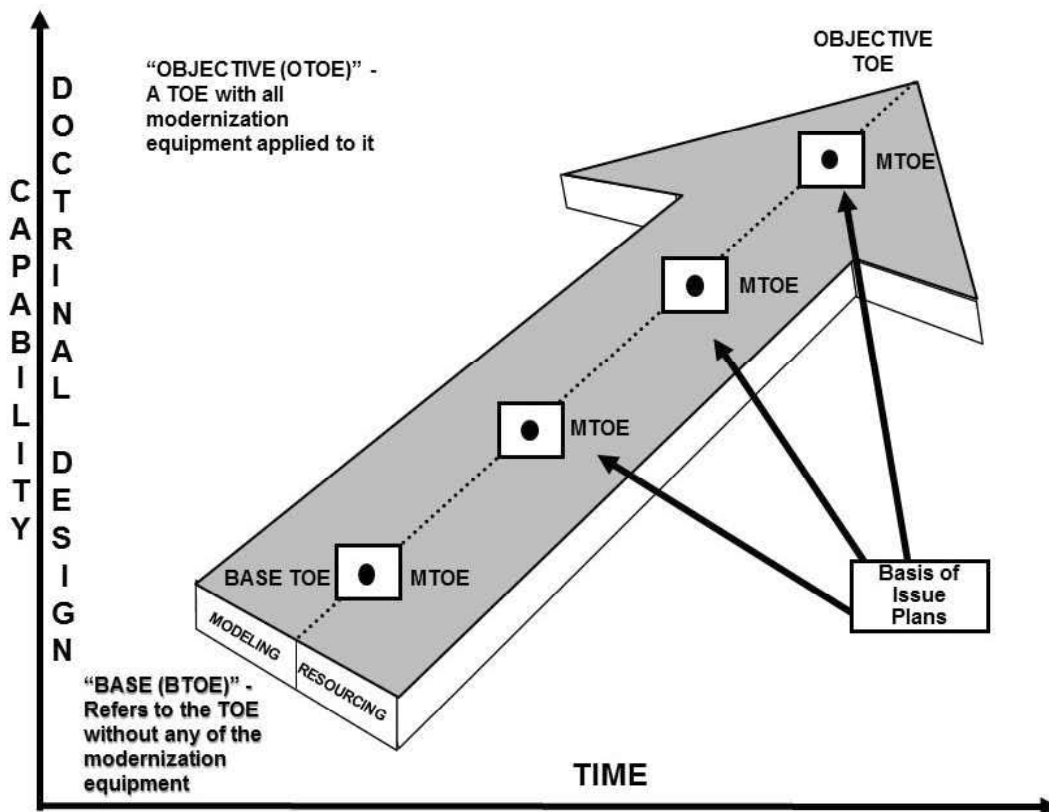 CAPABILITY
DOCTRINAL DESIGN
“OBJECTIVE (OTOE)” -
A TOE with all
modernization
equipment applied to it
OBJECTIVE
TOE
MTOE
MTOE
MTOE
BASE TOE
MTOE
MODELING
RESOURCING
Basis of
Issue
Plans
“BASE (BTOE)” -
Refers to the TOE
without any of the
modernization
equipment
TIME